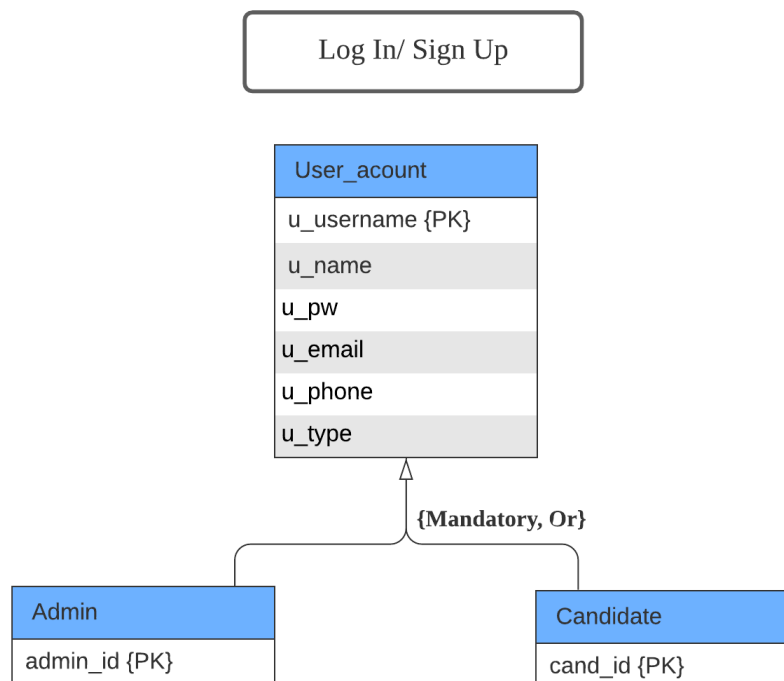 Log In/ Sign Up
User_acount
u_username {PK}
u_name
u_pw
u_email
u_phone
u_type
{Mandatory, Or}
Admin
admin_id {PK}
Candidate
cand_id {PK}